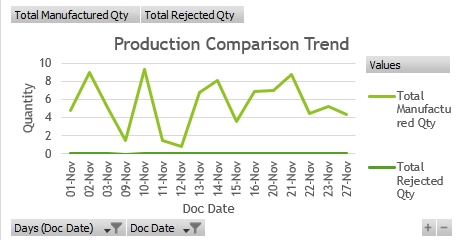 Total Manufactured Qty Total Rejected Qty
Production Comparison Trend
Values
Quantity
10
8
6
4
2
0
Total
Manufactu
red Qty
Total
Rejected
Qty
01-Nov 02-Nov 03-Nov 09-Nov 10-Nov 11-Nov 12-Nov 13-Nov 14-Nov 15-Nov 16-Nov 20-Nov 21-Nov 22-Nov 23-Nov 27-Nov
Doc Date
Days (Doc Date) Doc Date
+ -